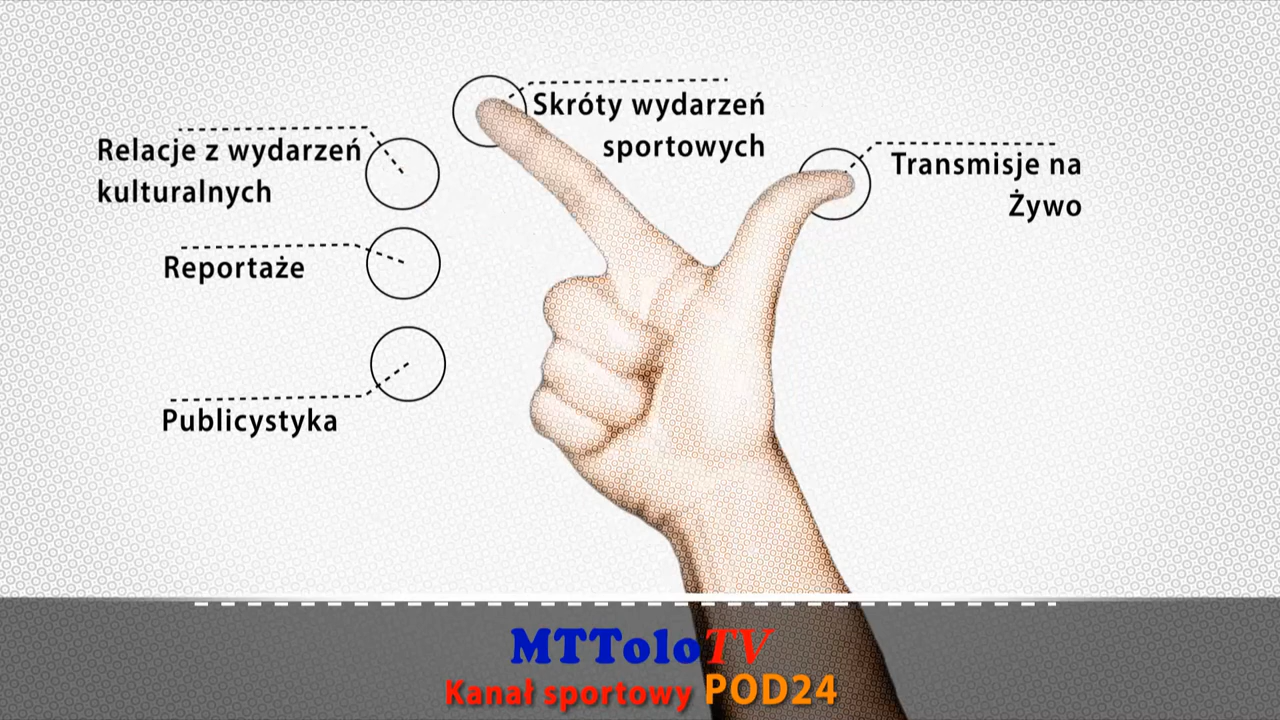 Skróty wydarzeń
sportowych
Relacje z wydarzeń
kulturalnych
Transmisje na
Żywo
Reportaże
Publicystyka
MTToloTV
Kanał sportowy POD24